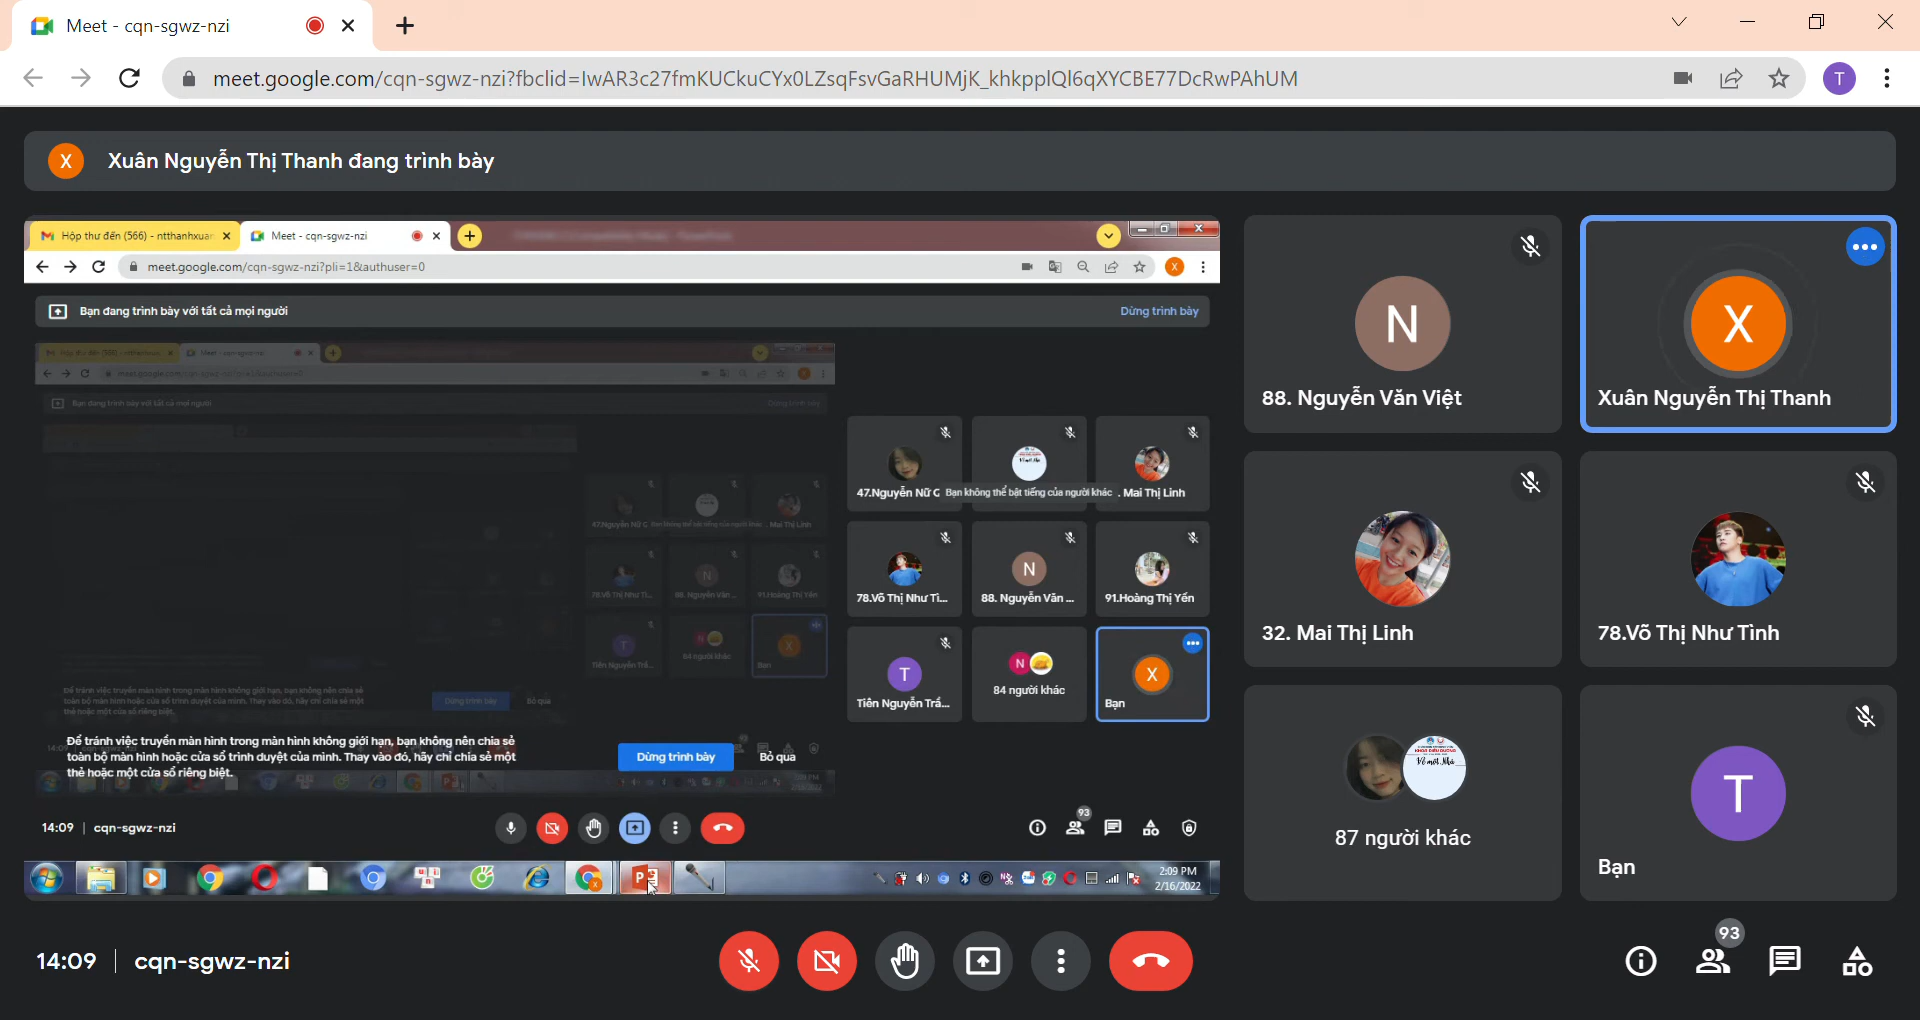 Meet - cqn-sgwz-nzi
meet.google.com/cqn-sgwz-nzi?fbclid=IwAR3c27fmKUCkuCYx0LZsqFsvGaRHUMjK_khkpplQl6qXYCBE77DcRwPAhUM
T
X
Xuân Nguyễn Thị Thanh đang trình bày
Hộp thư đến (566) - ntthanhxuan
Meet - cqn-sgwz-nzi
meet.google.com/cqn-sgwz-nzi?pli=1&authuser=0
X
Bạn đang trình bày với tất cả mọi người
Dừng trình bày
47.Nguyễn Nữ G
Bạn không thể bật tiếng của người khác
. Mai Thị Linh
78.Võ Thị Như Tì...
N
88. Nguyễn Văn ...
91.Hoàng Thị Yến
T
Tiên Nguyễn Trầ...
N
84 người khác
X
Bạn
Để tránh việc truyền màn hình trong màn hình không giới hạn, bạn không nên chia sẻ
toàn bộ màn hình hoặc cửa sổ trình duyệt của mình. Thay vào đó, hãy chỉ chia sẻ một
thẻ hoặc một cửa sổ riêng biệt.
Dừng trình bày
Bỏ qua
14:09 | cqn-sgwz-nzi
93
2:09 PM
2/16/2022
N
88. Nguyễn Văn Việt
X
Xuân Nguyễn Thị Thanh
32. Mai Thị Linh
78.Võ Thị Như Tình
87 người khác
T
Bạn
14:09 | cqn-sgwz-nzi
93